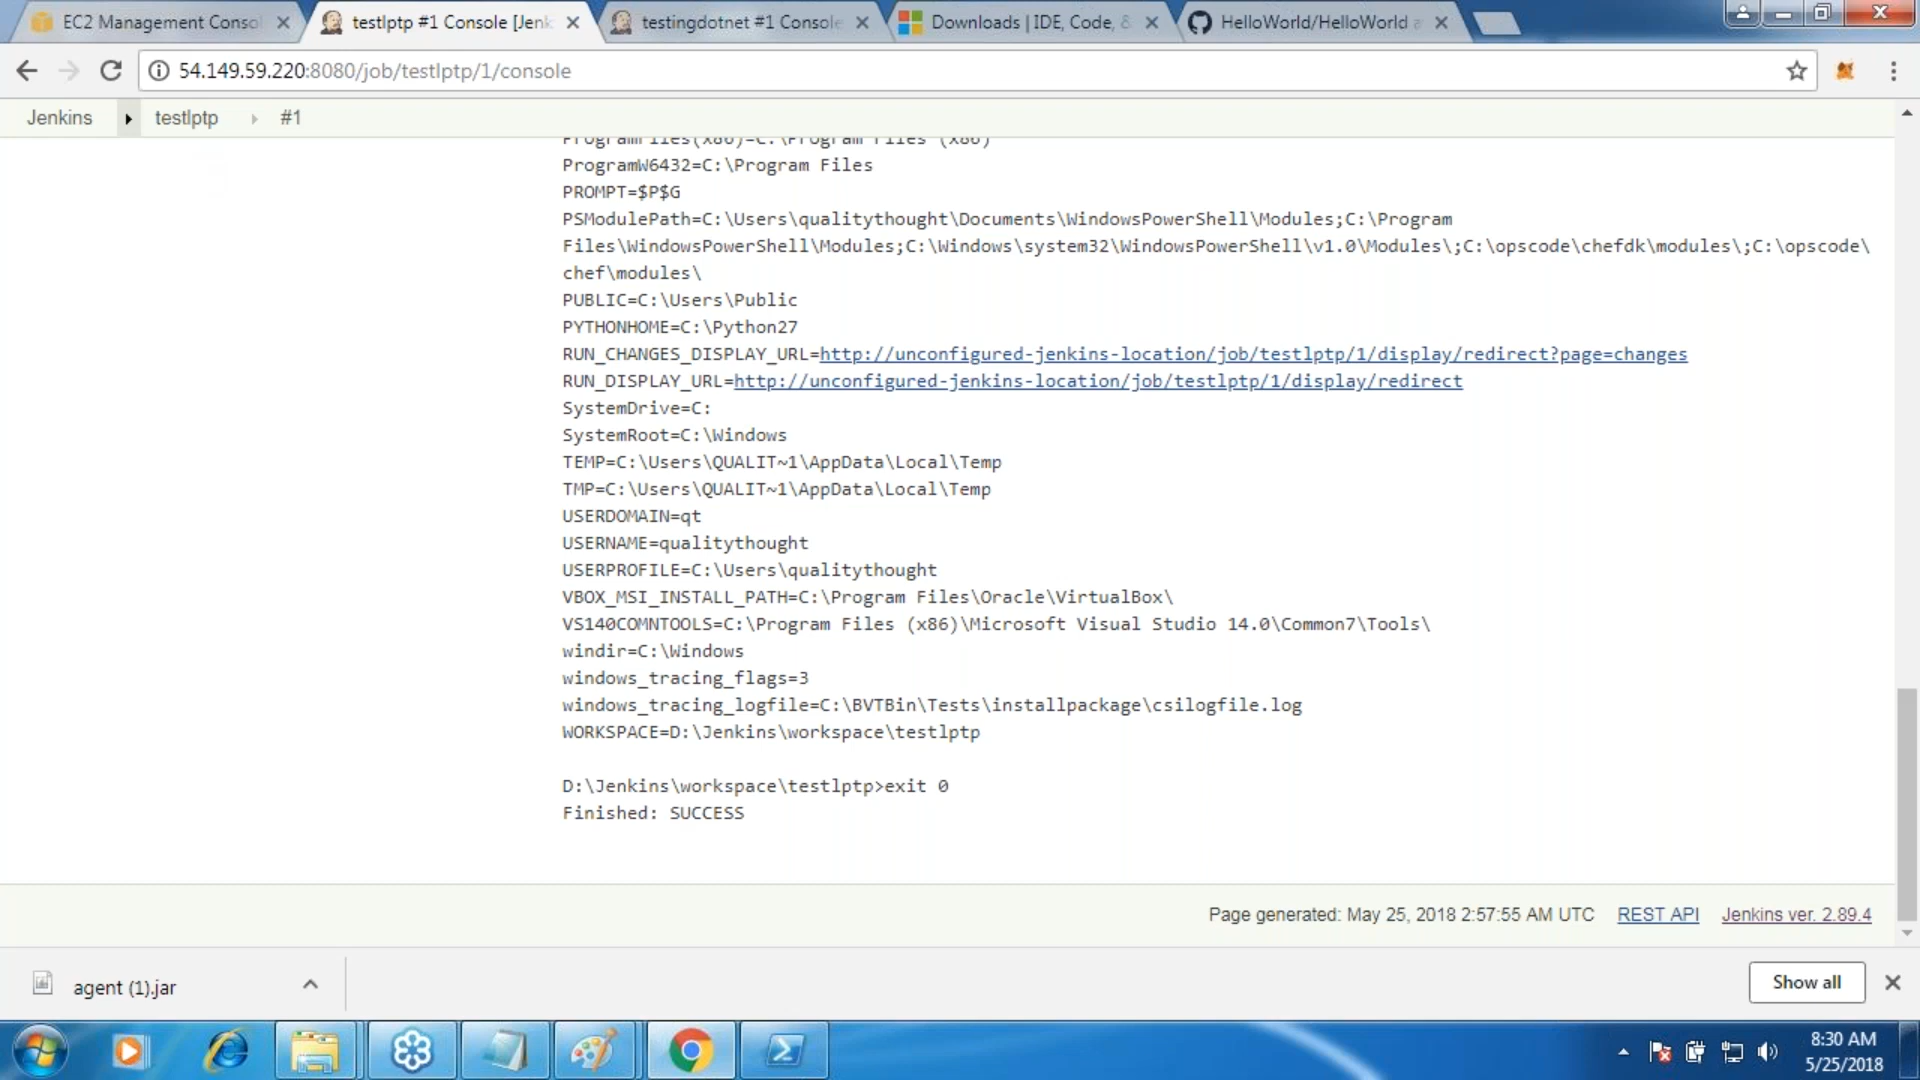 EC2 Management Conso
testlptp #1 Console [Jenk
testingdotnet #1 Console
Downloads | IDE, Code, &
HelloWorld/HelloWorld a
54.149.59.220:8080/job/testlptp/1/console
Jenkins testlptp #1
ProgramFiles(x86)=C:\Program Files (x86)
ProgramW6432=C:\Program Files
PROMPT=$P$G
PSModulePath=C:\Users\qualitythought\Documents\WindowsPowerShell\Modules;C:\Program
Files\WindowsPowerShell\Modules;C:\Windows\system32\WindowsPowerShell\v1.0\Modules\;C:\opscode\chefdk\modules\;C:\opscode\
chef\modules\
PUBLIC=C:\Users\Public
PYTHONHOME=C:\Python27
RUN_CHANGES_DISPLAY_URL=http://unconfigured-jenkins-location/job/testlptp/1/display/redirect?page=changes
RUN_DISPLAY_URL=http://unconfigured-jenkins-location/job/testlptp/1/display/redirect
SystemDrive=C:
SystemRoot=C:\Windows
TEMP=C:\Users\QUALIT~1\AppData\Local\Temp
TMP=C:\Users\QUALIT~1\AppData\Local\Temp
USERDOMAIN=qt
USERNAME=qualitythought
USERPROFILE=C:\Users\qualitythought
VBOX_MSI_INSTALL_PATH=C:\Program Files\Oracle\VirtualBox\
VS140COMNTOOLS=C:\Program Files (x86)\Microsoft Visual Studio 14.0\Common7\Tools\
windir=C:\Windows
windows_tracing_flags=3
windows_tracing_logfile=C:\BVTBin\Tests\installpackage\csilogfile.log
WORKSPACE=D:\Jenkins\workspace\testlptp
D:\Jenkins\workspace\testlptp>exit 0
Finished: SUCCESS
Page generated: May 25, 2018 2:57:55 AM UTC REST API Jenkins ver. 2.89.4
agent (1).jar
Show all
8:30 AM
5/25/2018